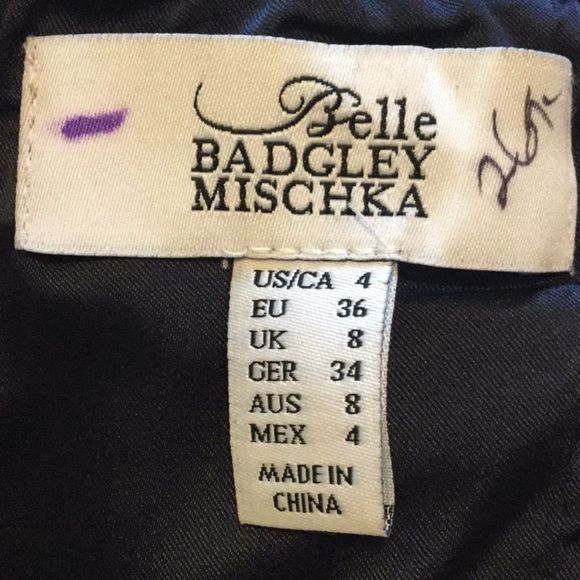 Belle
BADGLEY
MISCHKA
US/CA 4
EU 36
UK 8
GER 34
AUS 8
MEX 4
MADE IN
CHINA